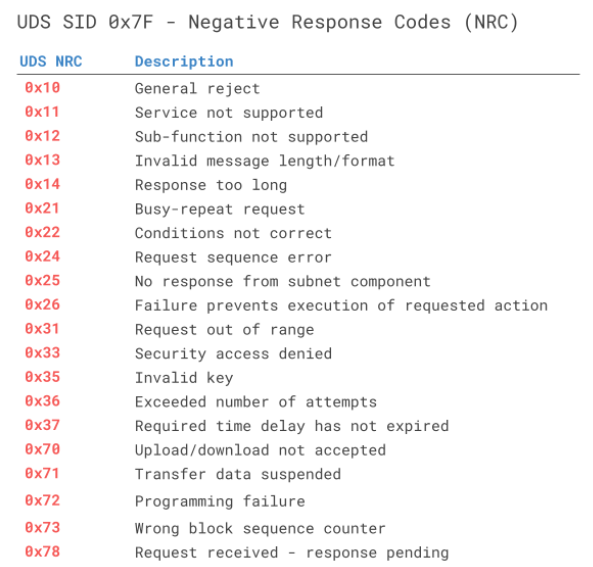 UDS SID 0x7F - Negative Response Codes (NRC)
UDS NRC Description
0x10 General reject
0x11 Service not supported
0x12 Sub-function not supported
0x13 Invalid message length/format
0x14 Response too long
0x21 Busy-repeat request
0x22 Conditions not correct
0x24 Request sequence error
0x25 No response from subnet component
0x26 Failure prevents execution of requested action
0x31 Request out of range
0x33 Security access denied
0x35 Invalid key
0x36 Exceeded number of attempts
0x37 Required time delay has not expired
0x70 Upload/download not accepted
0x71 Transfer data suspended
0x72 Programming failure
0x73 Wrong block sequence counter
0x78 Request received - response pending